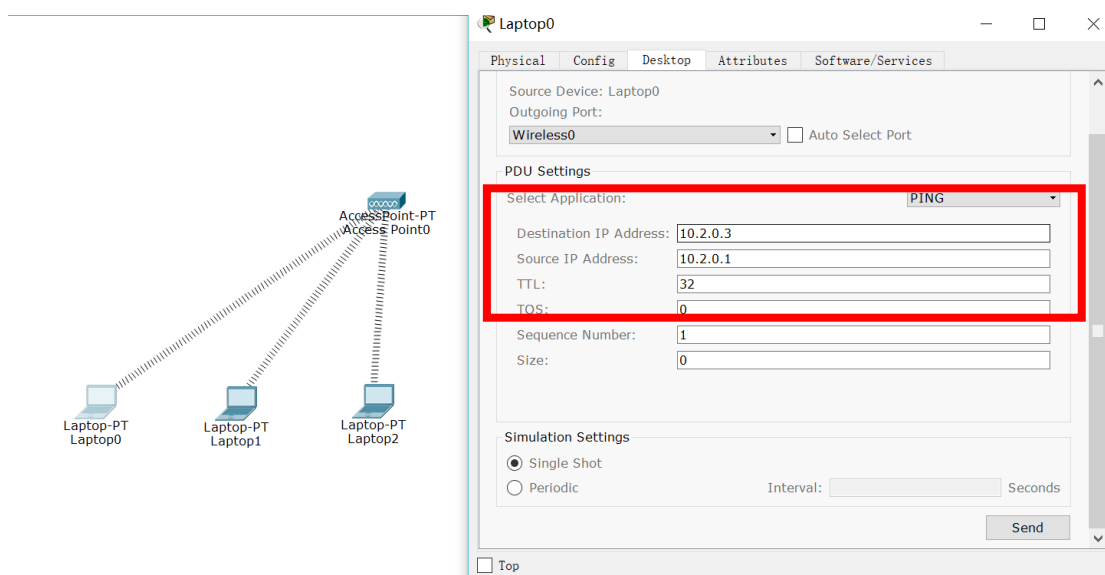 Laptop0
Physical Config Desktop Attributes Software/Services
Source Device: Laptop0
Outgoing Port:
Wireless0 Auto Select Port
PDU Settings
Select Application: PING
Destination IP Address: 10.2.0.3
Source IP Address: 10.2.0.1
TTL: 32
TOS: 0
Sequence Number: 1
Size: 0
Simulation Settings
Single Shot
Periodic Interval: Seconds
Send
Top
AccessPoint-PT
Access Point0
Laptop-PT
Laptop0
Laptop-PT
Laptop1
Laptop-PT
Laptop2